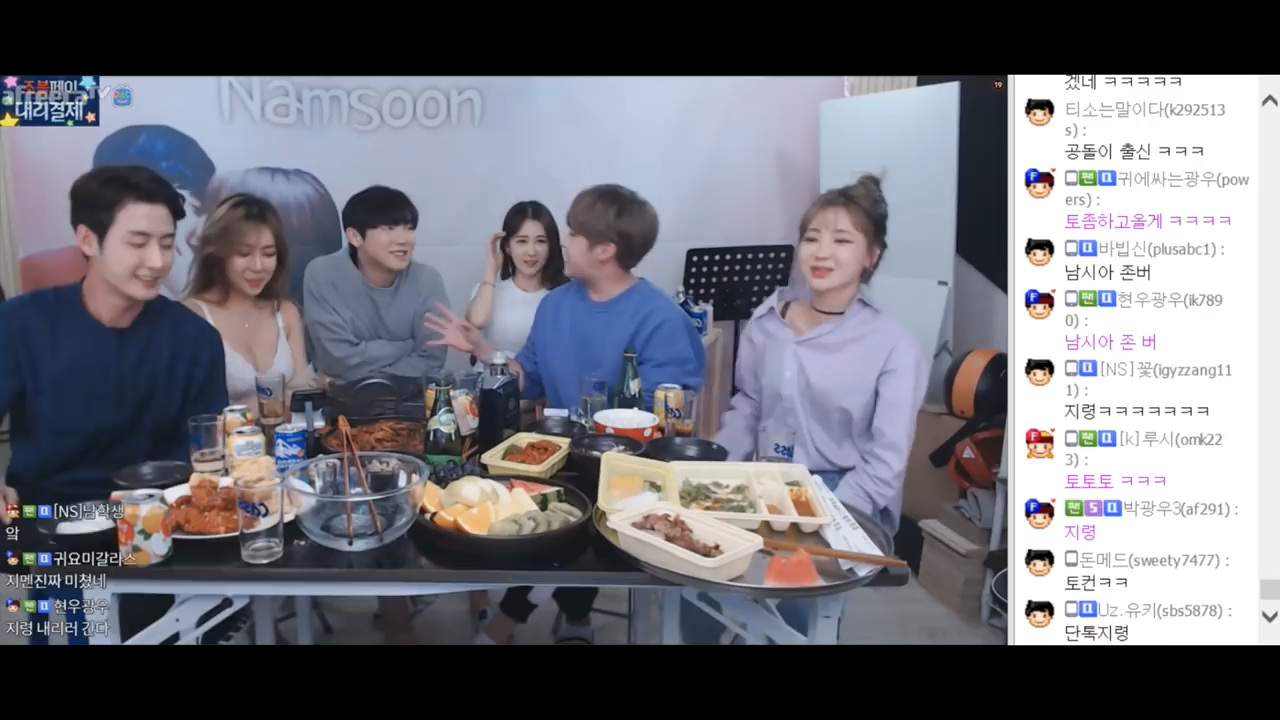 afreecaTV
대리결제
Namsoon
19
Cass
[NS]남학생
악
귀요미갈라스
지멘진짜 미쳤네
현우광우
지령 내리러 간다
겠네 ㅋㅋㅋㅋㅋ
티소는말이다(k292513
s) :
공돌이 출신 ㅋㅋㅋ
귀에싸는광우(pow
ers) :
토좀하고올게 ㅋㅋㅋㅋ
바빕신(plusabc1) :
남시아 존버
현우광우(ik789
0) :
남시아 존 버
[NS]꽃(igyzzang11
1) :
지령ㅋㅋㅋㅋㅋㅋㅋ
[k]루시(omk22
3) :
토토토 ㅋㅋㅋ
박광우3(af291) :
지령
돈메드(sweety7477) :
토컨ㅋㅋ
Uz.유키(sbs5878) :
단톡지령